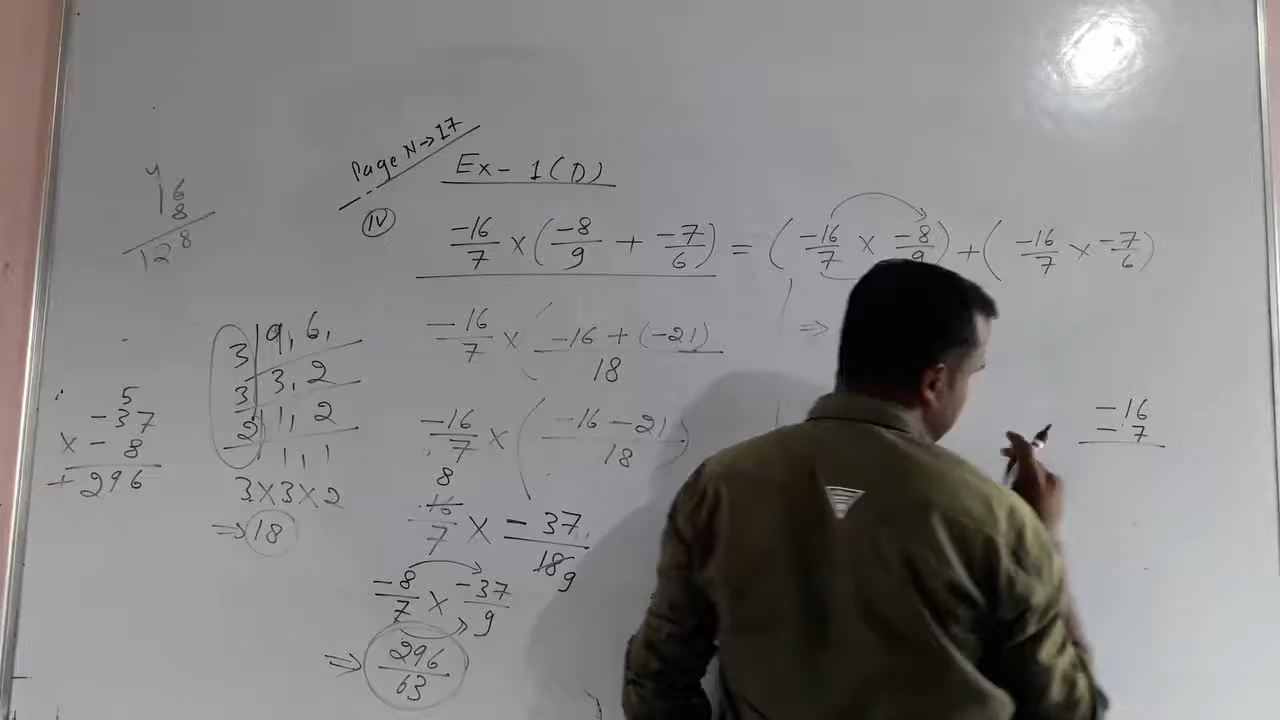 Page N→17
Ex-1(D)
(IV) -16/7 × (-8/9 + -7/6) = (-16/7 × -8/9) + (-16/7 × -7/6)
-16/7 × -16 + (-21)/18
⇒
-16/7 × (-16 - 21/18)
8
16/7 × -37/18 9
-8/7 × -37/9
⇒ 296/63
4
16
8
128
3 | 9, 6,
3 | 3, 2
2 | 1, 2
1, 1
3×3×2
⇒ 18
5
-37
× - 8
+296
-16
- 7